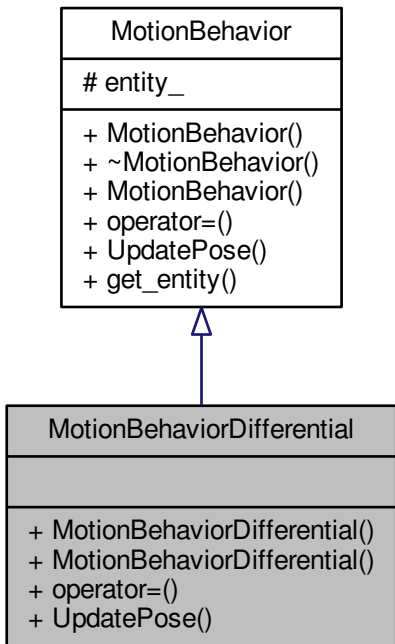 MotionBehavior
# entity_
+ MotionBehavior()
+ ~MotionBehavior()
+ MotionBehavior()
+ operator=()
+ UpdatePose()
+ get_entity()
MotionBehaviorDifferential
+ MotionBehaviorDifferential()
+ MotionBehaviorDifferential()
+ operator=()
+ UpdatePose()